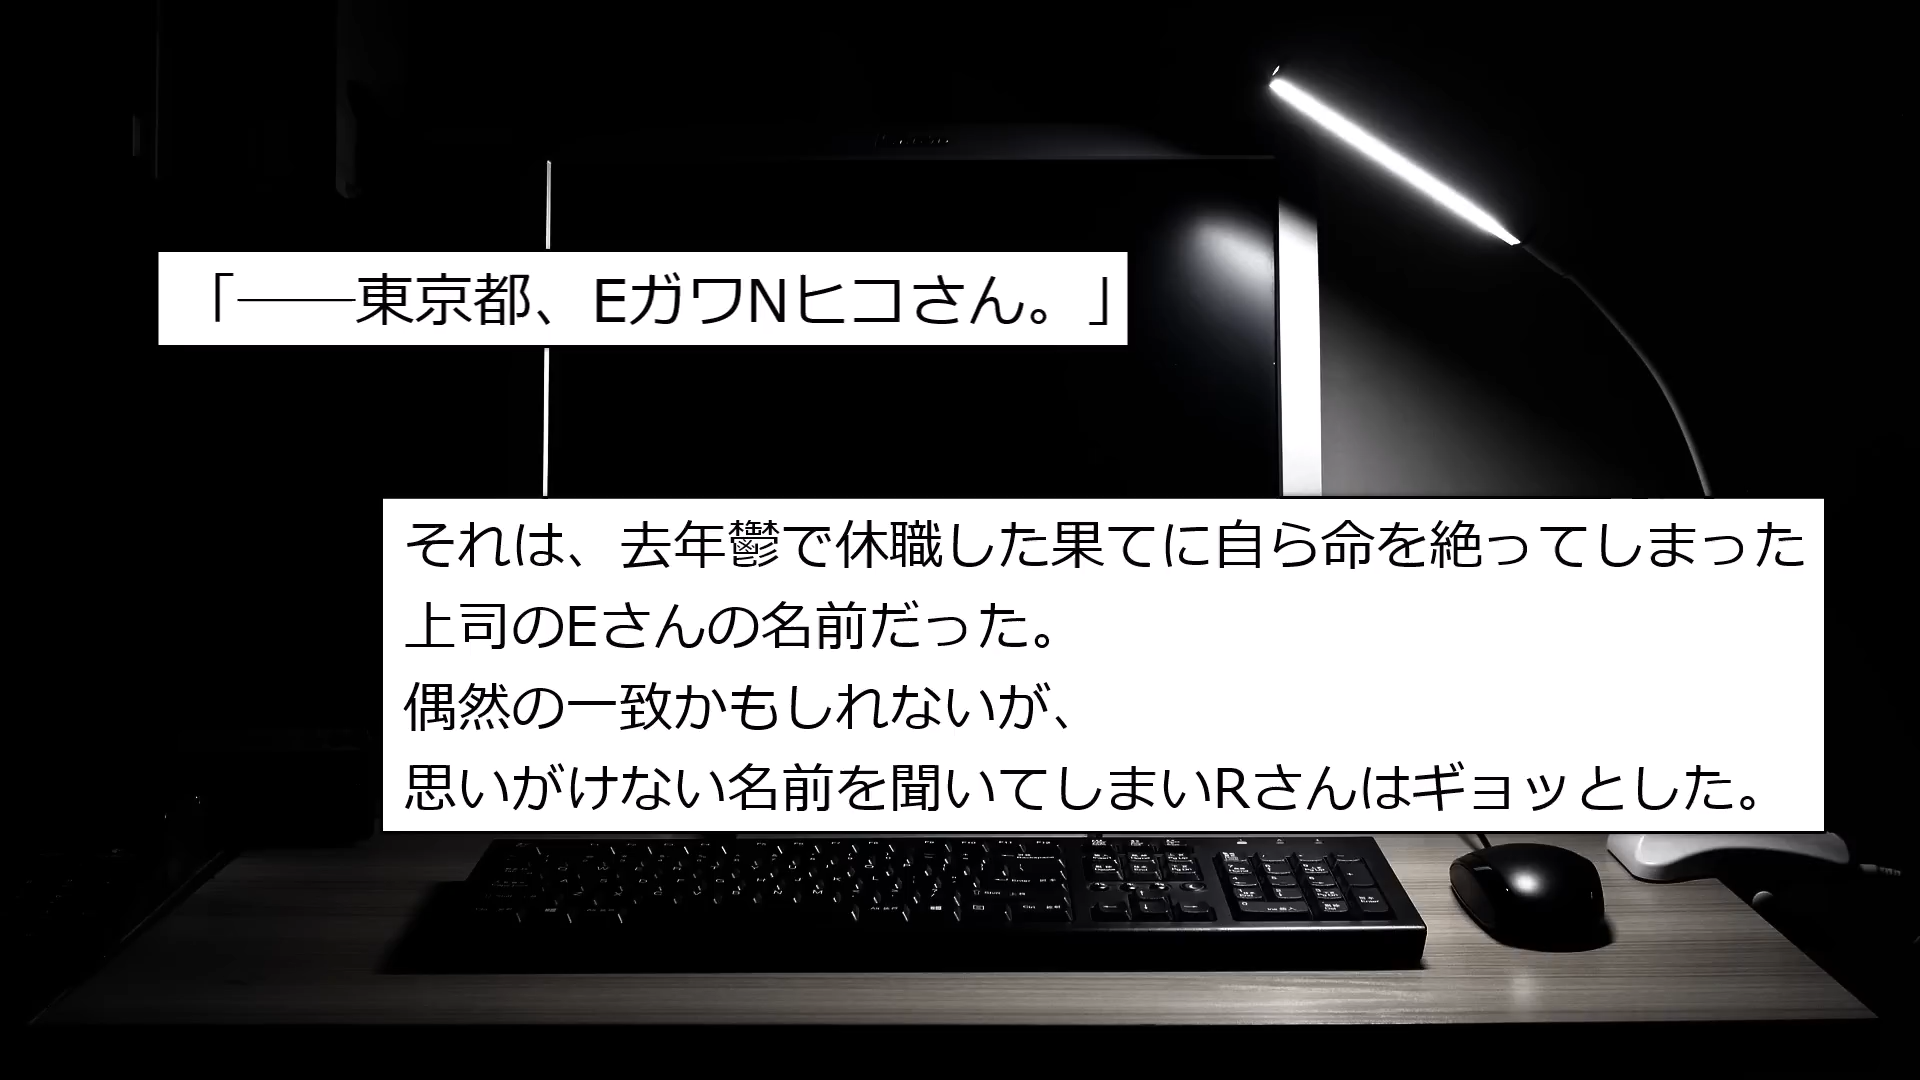 「――東京都、EガワNヒコさん。」
それは、去年鬱で休職した果てに自ら命を絶ってしまった
上司のEさんの名前だった。
偶然の一致かもしれないが、
思いがけない名前を聞いてしまいRさんはギョッとした。